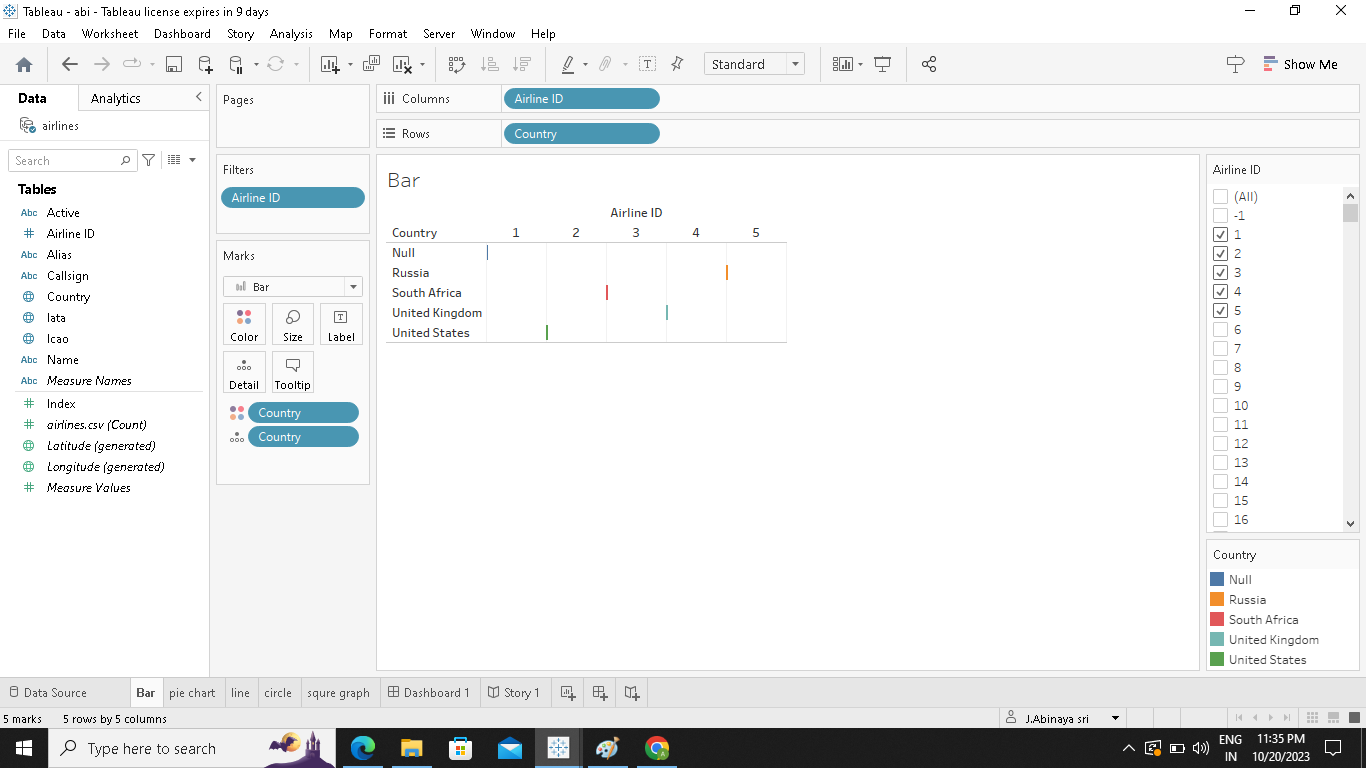 Tableau - abi - Tableau license expires in 9 days
File Data Worksheet Dashboard Story Analysis Map Format Server Window Help
Standard
Show Me
Data Analytics
airlines
Search
Tables
Abc Active
Airline ID
Abc Alias
Abc Callsign
Country
Iata
Icao
Abc Name
Abc Measure Names
Index
airlines.csv (Count)
Latitude (generated)
Longitude (generated)
Measure Values
Pages
Filters
Airline ID
Marks
Bar
Color Size Label
Detail Tooltip
Country
Country
Columns Airline ID
Rows Country
Bar
Airline ID
Country 1 2 3 4 5
Null
Russia
South Africa
United Kingdom
United States
Airline ID
(All)
-1
1
2
3
4
5
6
7
8
9
10
11
12
13
14
15
16
Country
Null
Russia
South Africa
United Kingdom
United States
Data Source Bar pie chart line circle squre graph Dashboard 1 Story 1
5 marks 5 rows by 5 columns J.Abinaya sri
Type here to search
ENG
IN
11:35 PM
10/20/2023